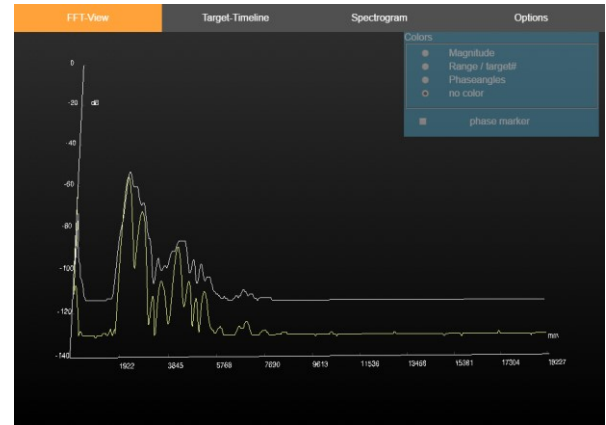 FFT-View Target-Timeline Spectrogram Options
Colors
Magnitude
Range / target#
Phaseangles
no color
phase marker
0
-20 dB
-40
-60
-80
-100
-120
-140
mm
1922 3845 5768 7690 9613 11536 13458 15381 17304 19227